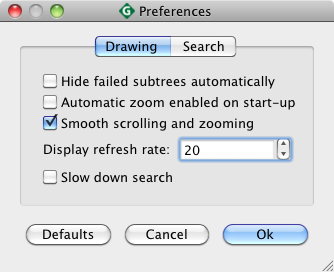 Preferences
Drawing Search
Hide failed subtrees automatically
Automatic zoom enabled on start-up
Smooth scrolling and zooming
Display refresh rate: 20
Slow down search
Defaults Cancel Ok